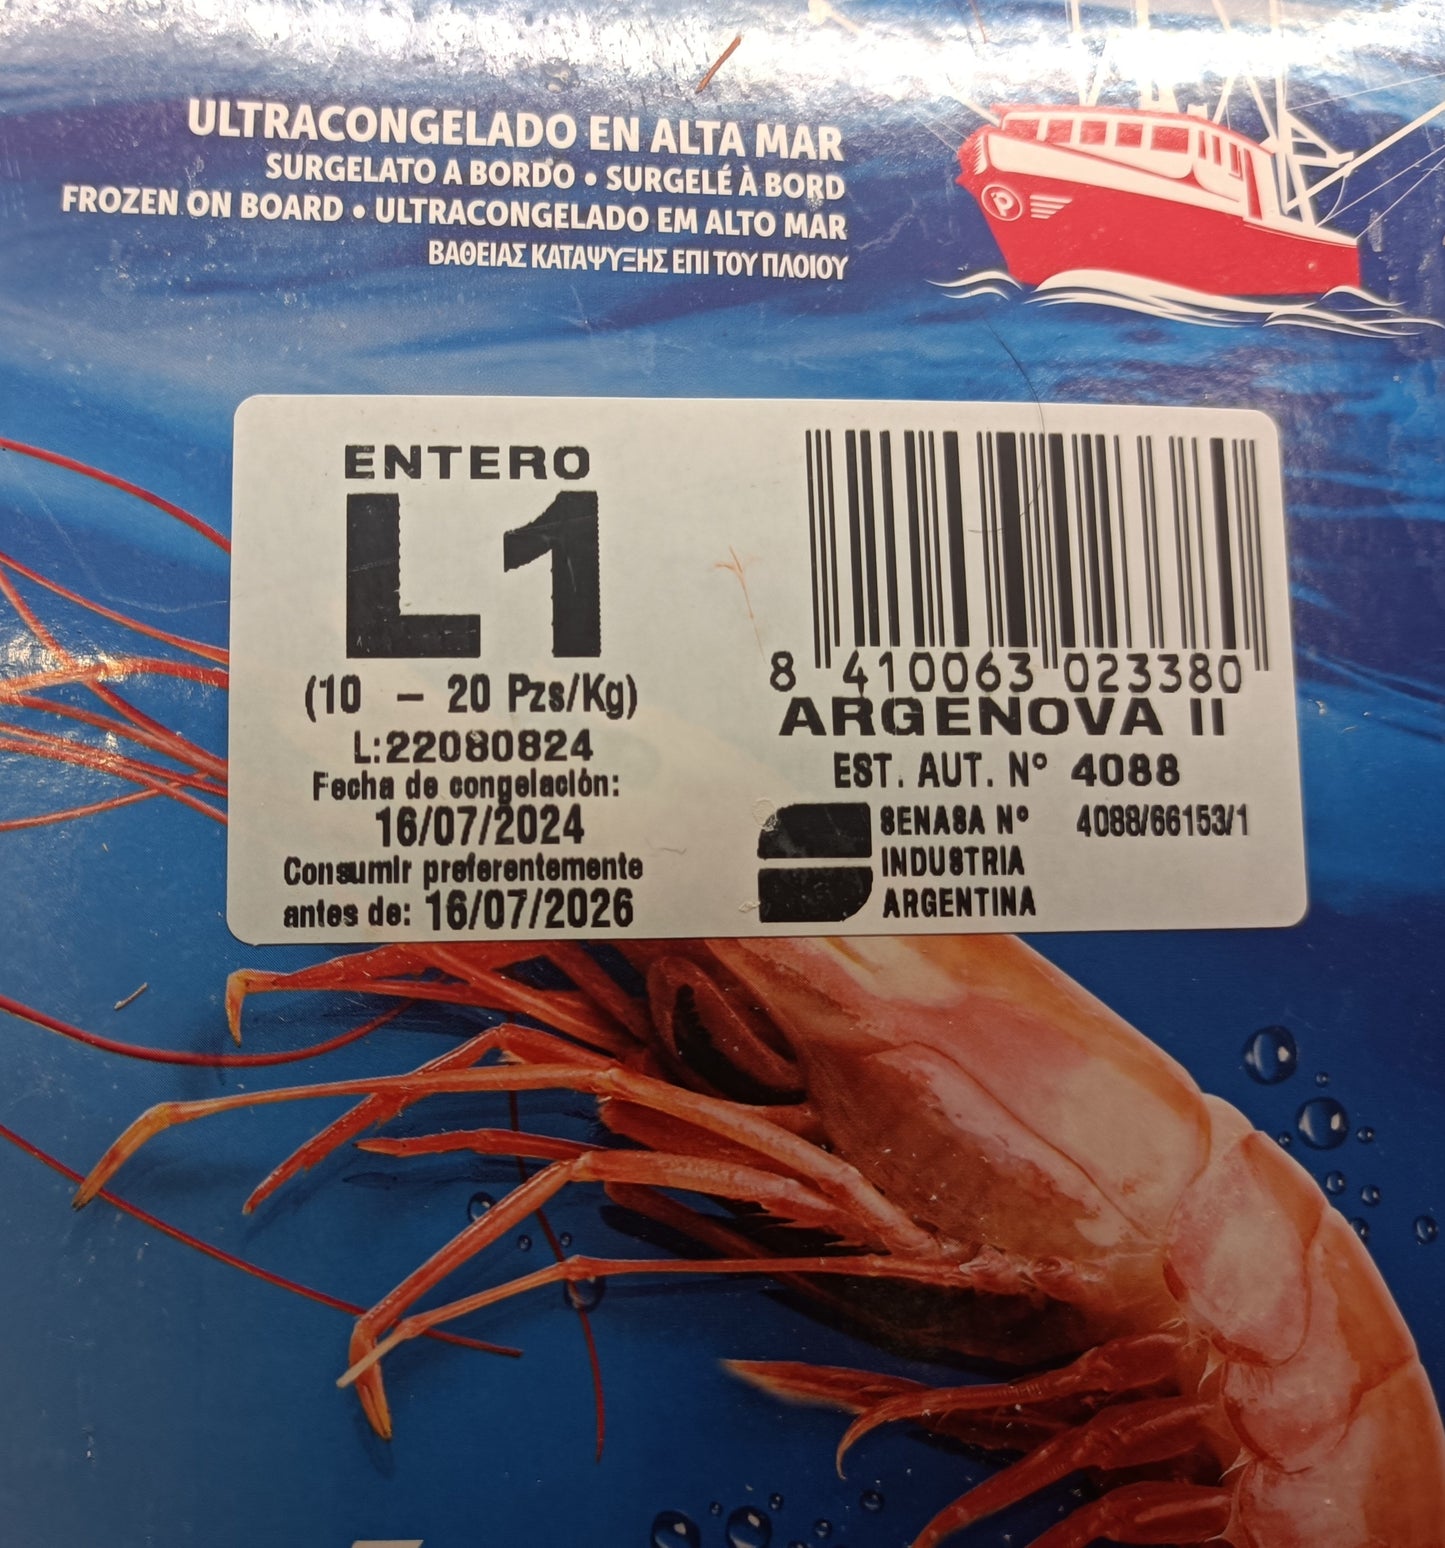 ULTRACONGELADO EN ALTA MAR
SURGELATO A BORDO • SURGELÉ À BORD
FROZEN ON BOARD • ULTRACONGELADO EM ALTO MAR
ΒΑΘΕΙΑΣ ΚΑΤΑΨΥΞΗΣ ΕΠΙ ΤΟΥ ΠΛΟΙΟΥ
P
ENTERO
L1
(10 – 20 Pzs/Kg)
L:22080824
Fecha de congelación:
16/07/2024
Consumir preferentemente
antes de: 16/07/2026
8 410063 023380
ARGENOVA II
EST. AUT. Nº 4088
SENASA Nº 4088/66153/1
INDUSTRIA
ARGENTINA